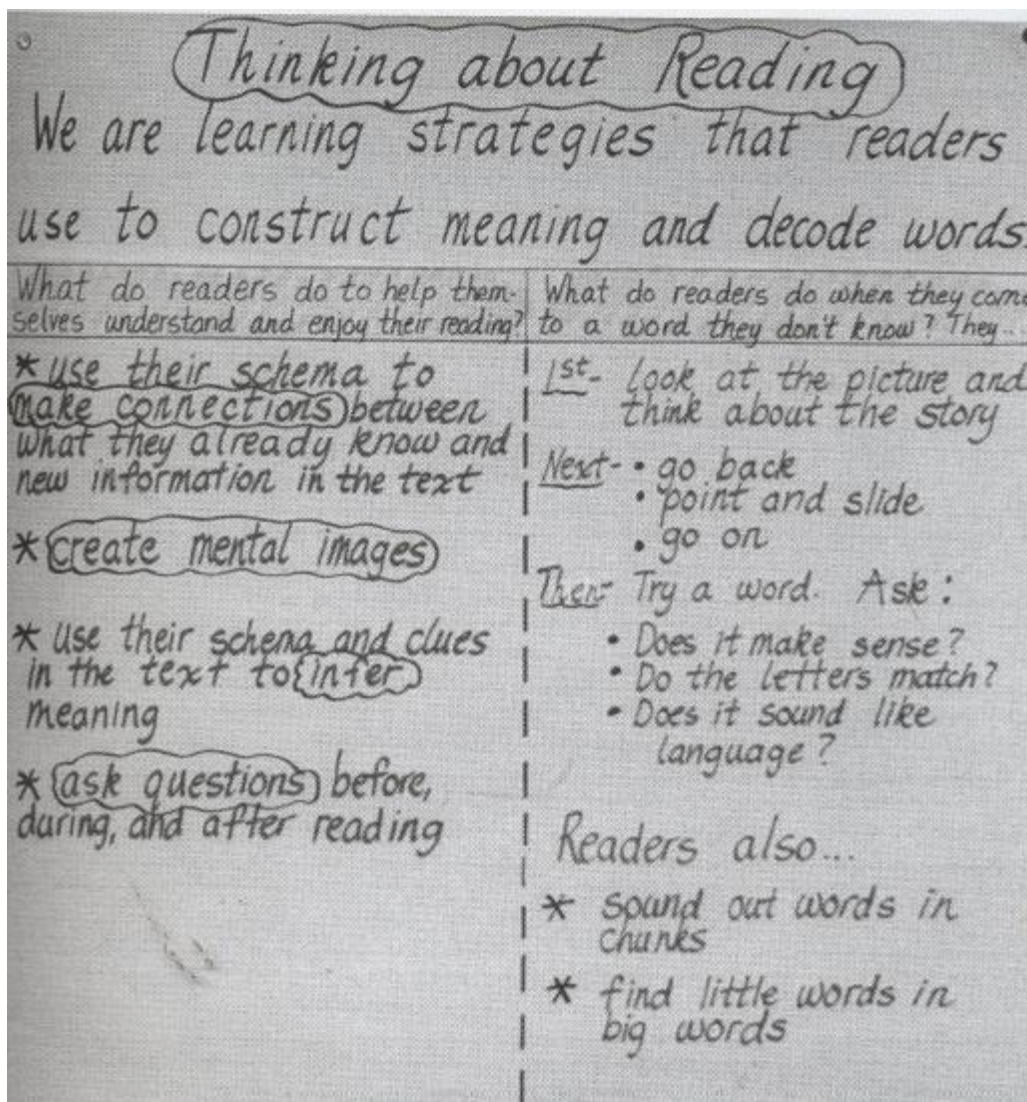 Thinking about Reading
We are learning strategies that readers
use to construct meaning and decode words.
What do readers do to help them-
selves understand and enjoy their reading?
* use their schema to
make connections between
what they already know and
new information in the text
* create mental images
* use their schema and clues
in the text to infer
meaning
* ask questions before,
during, and after reading
What do readers do when they come
to a word they don't know? They...
1st- look at the picture and
think about the story
Next- • go back
• point and slide
• go on
Then- Try a word. Ask:
• Does it make sense?
• Do the letters match?
• Does it sound like
language?
Readers also...
* sound out words in
chunks
* find little words in
big words